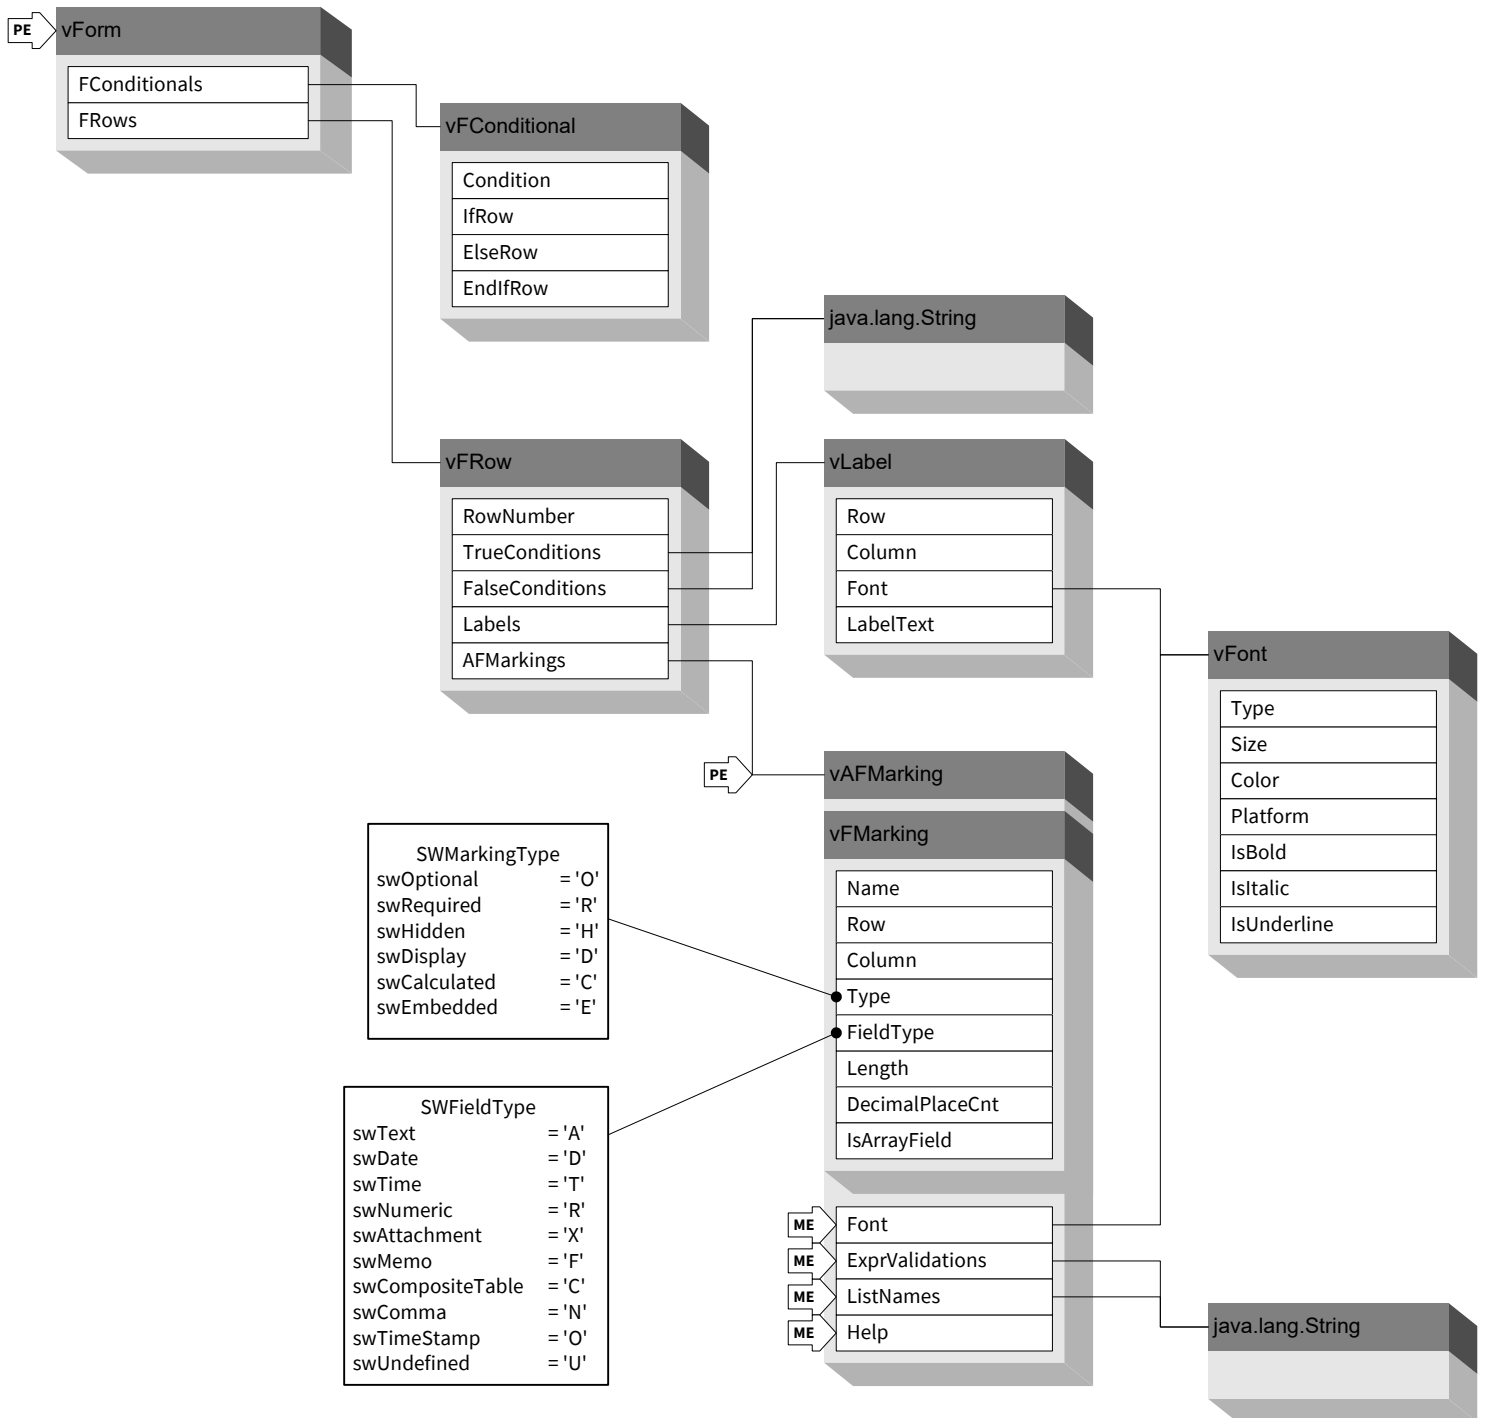 PE
vForm
FConditionals
FRows
vFConditional
Condition
IfRow
ElseRow
EndIfRow
java.lang.String
vFRow
RowNumber
TrueConditions
FalseConditions
Labels
AFMarkings
vLabel
Row
Column
Font
LabelText
vFont
Type
Size
Color
Platform
IsBold
IsItalic
IsUnderline
PE
vAFMarking
vFMarking
Name
Row
Column
Type
FieldType
Length
DecimalPlaceCnt
IsArrayField
ME Font
ME ExprValidations
ME ListNames
ME Help
SWMarkingType
swOptional = 'O'
swRequired = 'R'
swHidden = 'H'
swDisplay = 'D'
swCalculated = 'C'
swEmbedded = 'E'
SWFieldType
swText = 'A'
swDate = 'D'
swTime = 'T'
swNumeric = 'R'
swAttachment = 'X'
swMemo = 'F'
swCompositeTable = 'C'
swComma = 'N'
swTimeStamp = 'O'
swUndefined = 'U'
java.lang.String